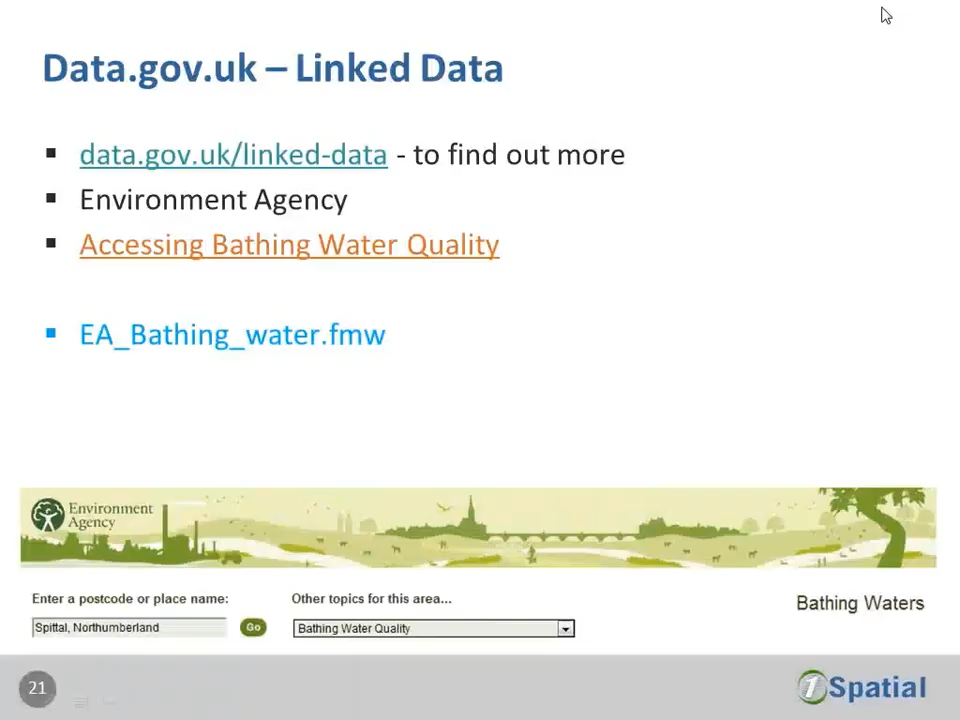 Data.gov.uk – Linked Data
data.gov.uk/linked-data - to find out more
Environment Agency
Accessing Bathing Water Quality
EA_Bathing_water.fmw
Environment
Agency
Enter a postcode or place name:
Other topics for this area...
Bathing Waters
Spittal, Northumberland
Go
Bathing Water Quality
21
1Spatial